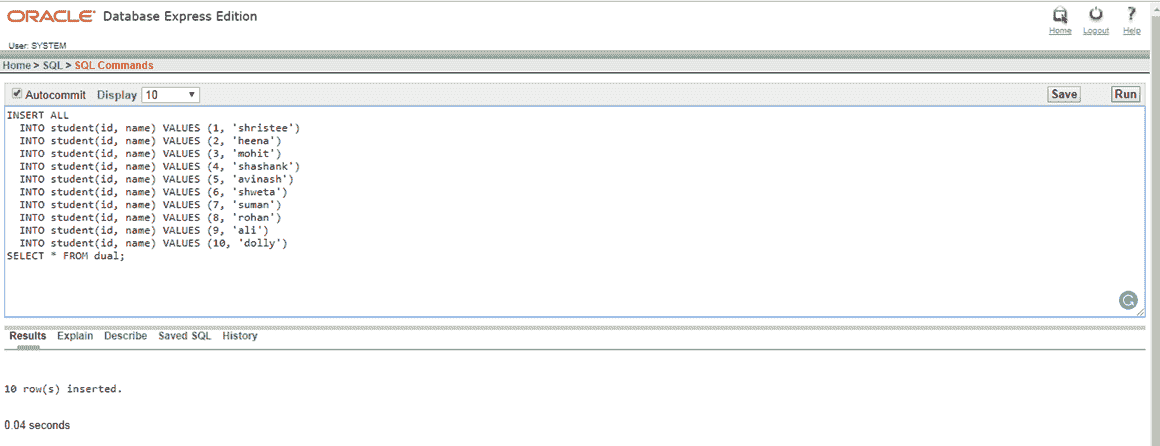 ORACLE® Database Express Edition
Home Logout Help
User: SYSTEM
Home > SQL > SQL Commands
Autocommit Display 10 Save Run
INSERT ALL
INTO student(id, name) VALUES (1, 'shristee')
INTO student(id, name) VALUES (2, 'heena')
INTO student(id, name) VALUES (3, 'mohit')
INTO student(id, name) VALUES (4, 'shashank')
INTO student(id, name) VALUES (5, 'avinash')
INTO student(id, name) VALUES (6, 'shweta')
INTO student(id, name) VALUES (7, 'suman')
INTO student(id, name) VALUES (8, 'rohan')
INTO student(id, name) VALUES (9, 'ali')
INTO student(id, name) VALUES (10, 'dolly')
SELECT * FROM dual;
Results Explain Describe Saved SQL History
10 row(s) inserted.
0.04 seconds